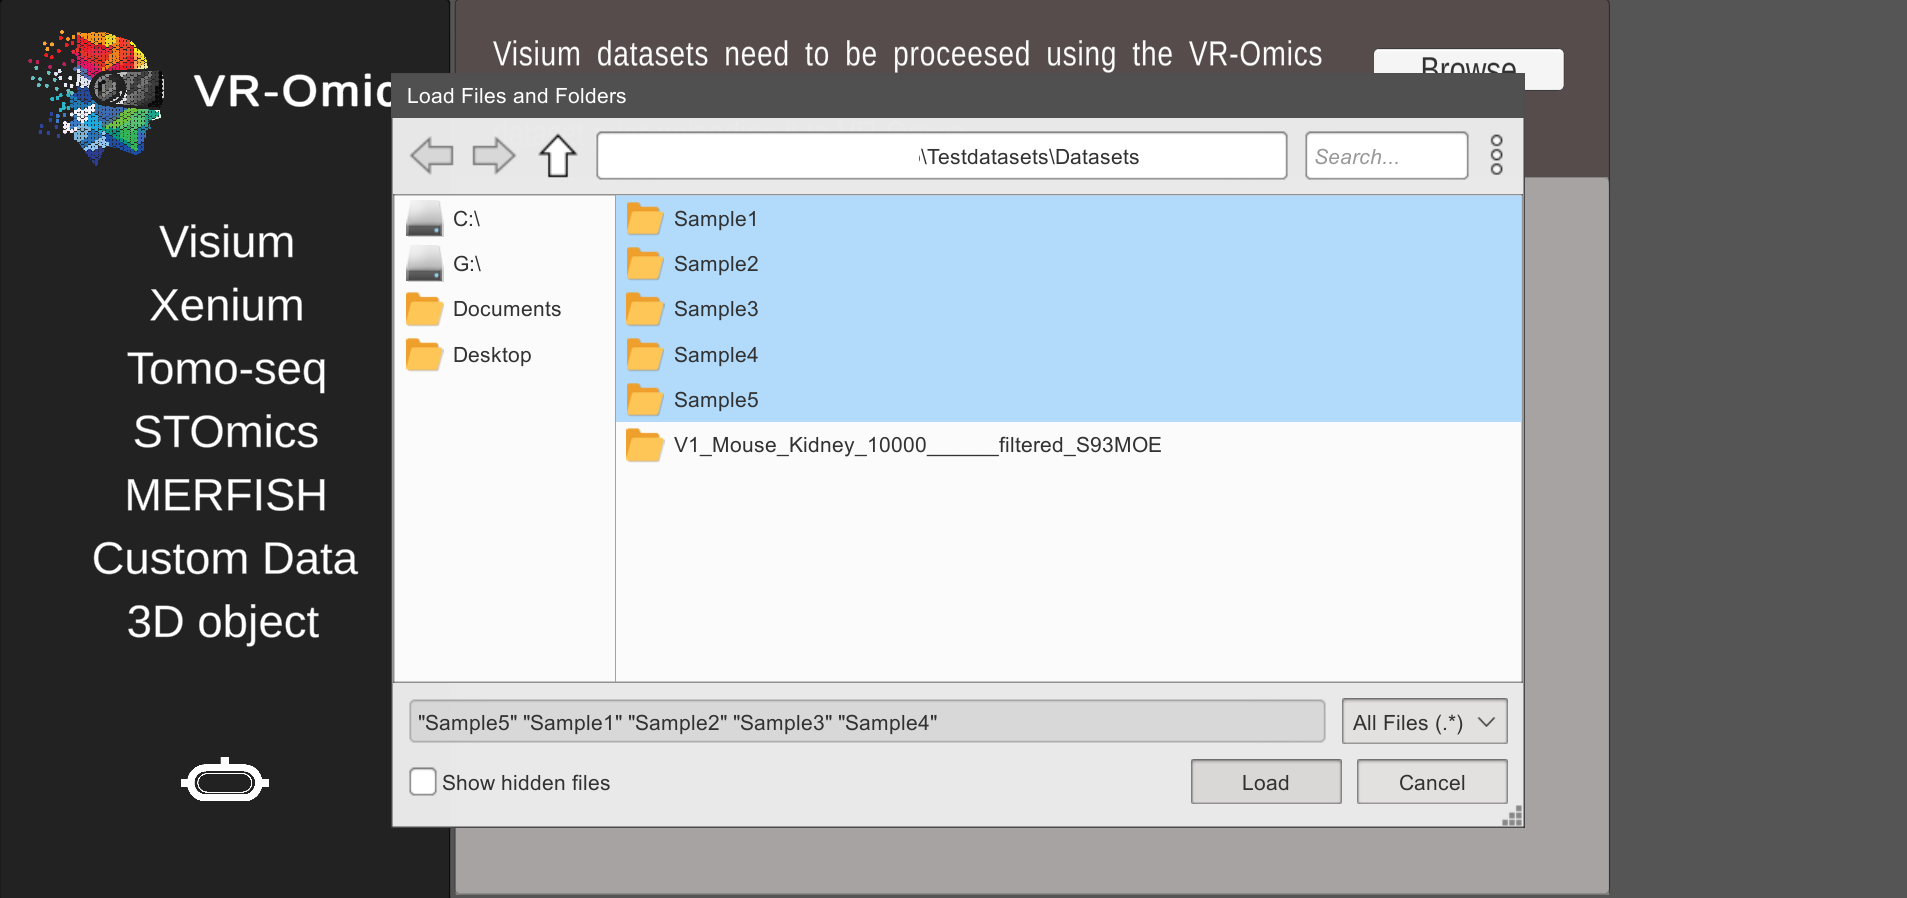 VR-Omic
Visium datasets need to be proceesed using the VR-Omics
Browse
Load Files and Folders
\Testdatasets\Datasets
Search...
C:\
G:\
Documents
Desktop
Sample1
Sample2
Sample3
Sample4
Sample5
V1_Mouse_Kidney_10000______filtered_S93MOE
"Sample5" "Sample1" "Sample2" "Sample3" "Sample4"
All Files (.*)
Show hidden files
Load
Cancel
Visium
Xenium
Tomo-seq
STOmics
MERFISH
Custom Data
3D object